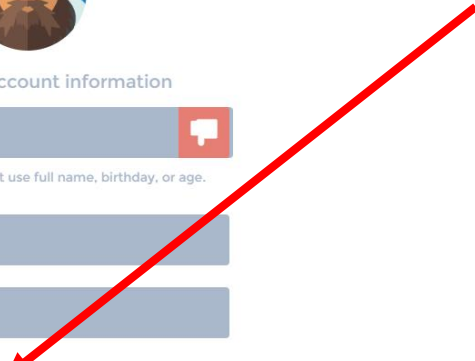 ccount information
t use full name, birthday, or age.